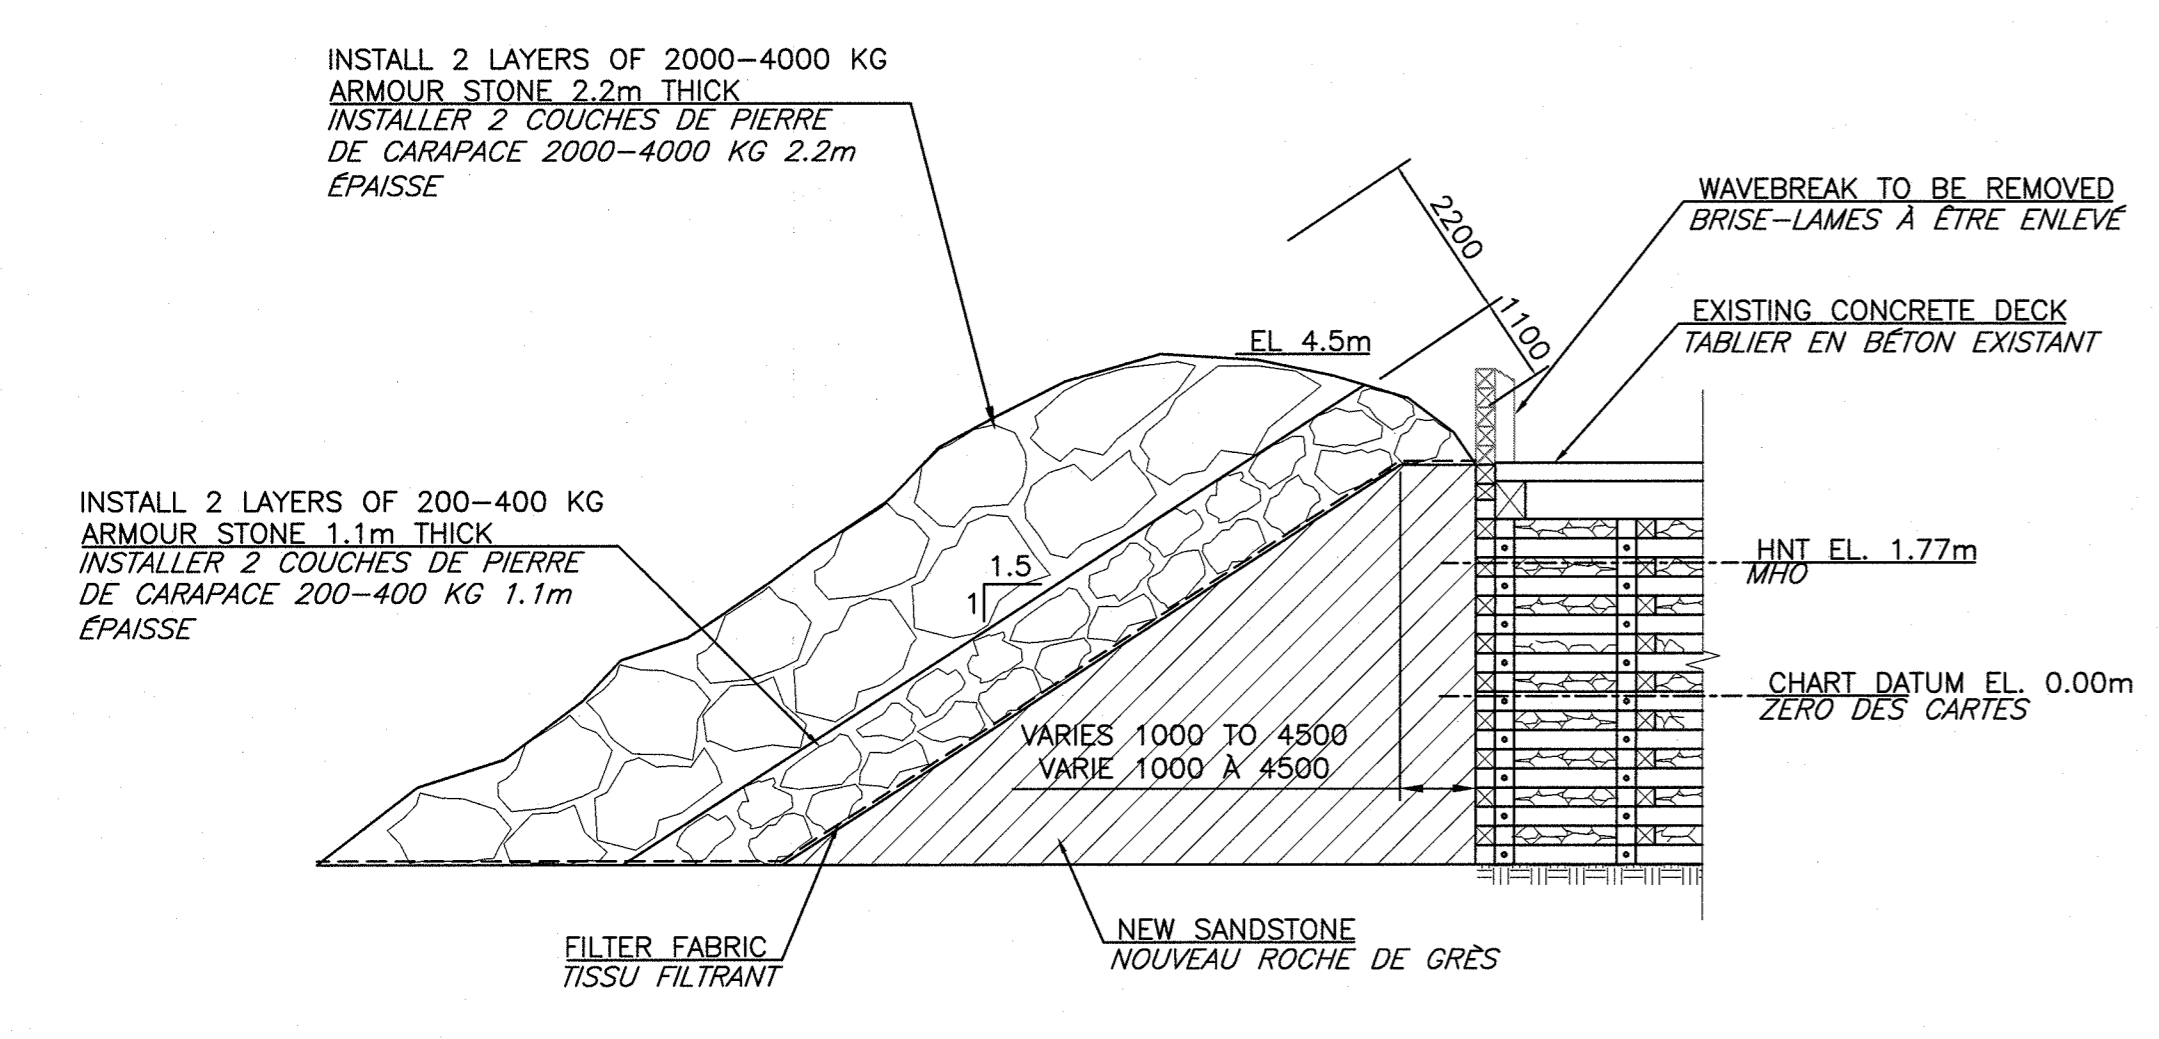 INSTALL 2 LAYERS OF 2000-4000 KG
ARMOUR STONE 2.2m THICK
INSTALLER 2 COUCHES DE PIERRE
DE CARAPACE 2000-4000 KG 2.2m
ÉPAISSE
2200
1100
WAVEBREAK TO BE REMOVED
BRISE-LAMES À ÊTRE ENLEVÉ
EXISTING CONCRETE DECK
TABLIER EN BÉTON EXISTANT
EL 4.5m
INSTALL 2 LAYERS OF 200-400 KG
ARMOUR STONE 1.1m THICK
INSTALLER 2 COUCHES DE PIERRE
DE CARAPACE 200-400 KG 1.1m
ÉPAISSE
1.5
1
HNT EL. 1.77m
MHO
CHART DATUM EL. 0.00m
ZERO DES CARTES
VARIES 1000 TO 4500
VARIE 1000 À 4500
FILTER FABRIC
TISSU FILTRANT
NEW SANDSTONE
NOUVEAU ROCHE DE GRÈS